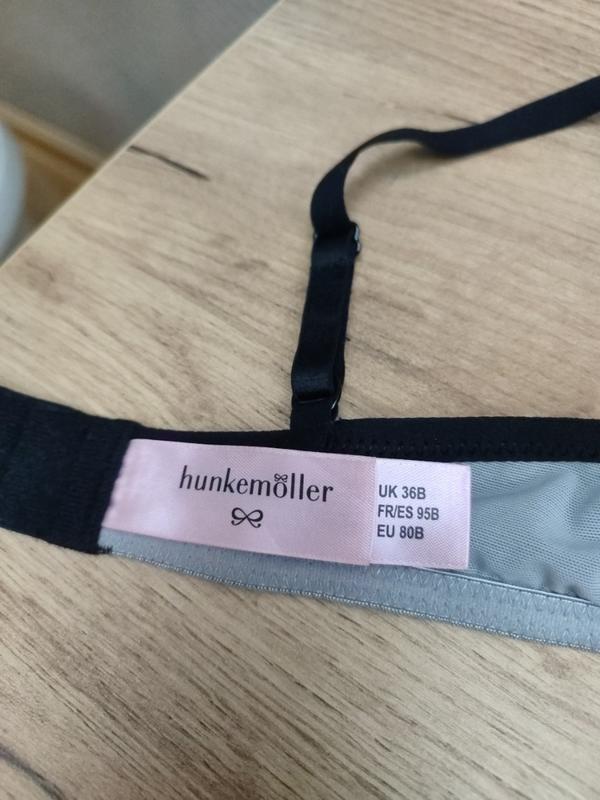 hunkemöller
UK 36B
FR/ES 95B
EU 80B